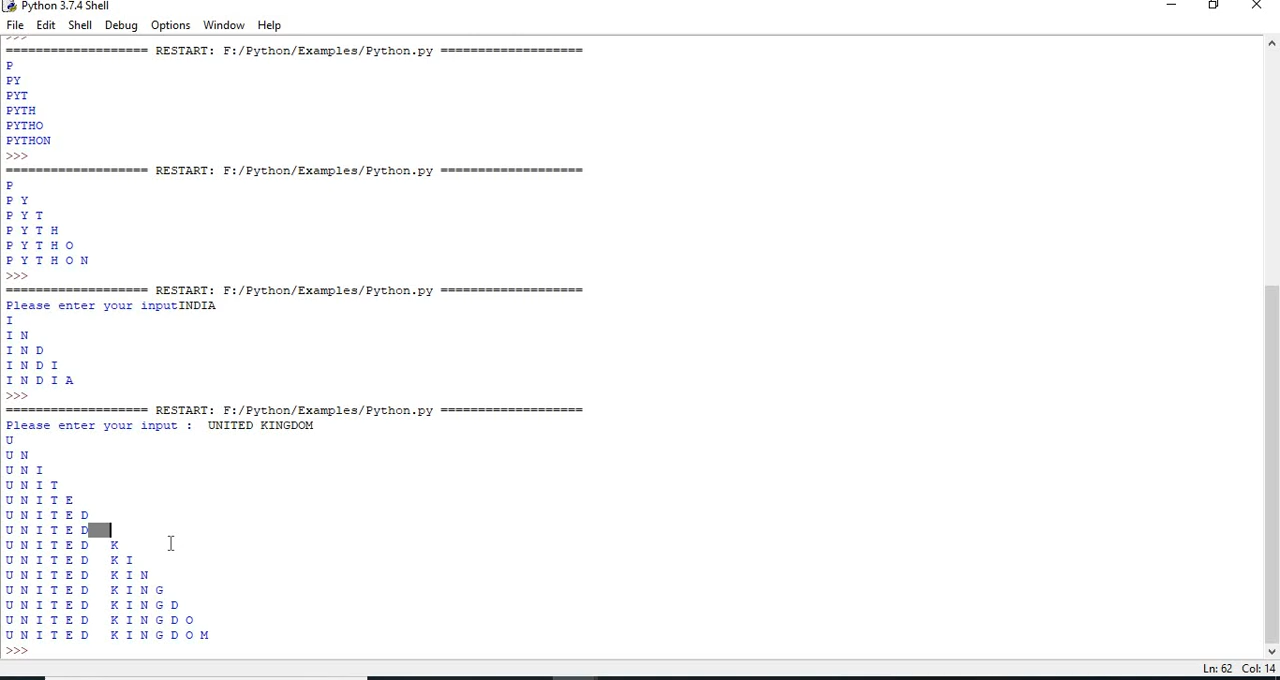 Python 3.7.4 Shell
File Edit Shell Debug Options Window Help
>>>
=================== RESTART: F:/Python/Examples/Python.py ===================
P
PY
PYT
PYTH
PYTHO
PYTHON
>>>
=================== RESTART: F:/Python/Examples/Python.py ===================
P
P Y
P Y T
P Y T H
P Y T H O
P Y T H O N
>>>
=================== RESTART: F:/Python/Examples/Python.py ===================
Please enter your inputINDIA
I
I N
I N D
I N D I
I N D I A
>>>
=================== RESTART: F:/Python/Examples/Python.py ===================
Please enter your input :  UNITED KINGDOM
U
U N
U N I
U N I T
U N I T E
U N I T E D
U N I T E D
U N I T E D   K
U N I T E D   K I
U N I T E D   K I N
U N I T E D   K I N G
U N I T E D   K I N G D
U N I T E D   K I N G D O
U N I T E D   K I N G D O M
>>>
Ln: 62 Col: 14